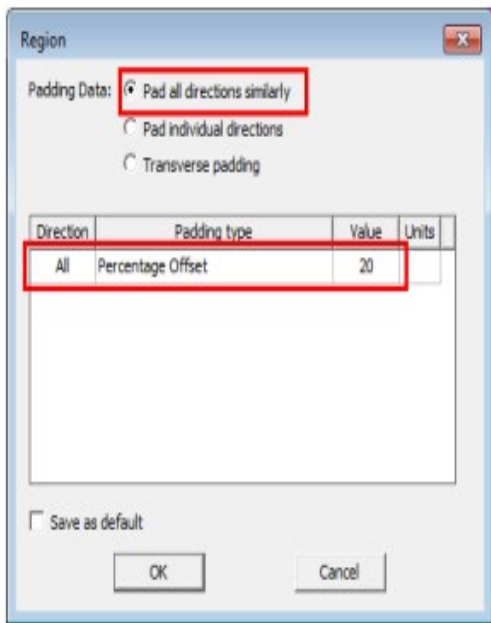 Region
Padding Data: Pad all directions similarly
Pad individual directions
Transverse padding
Direction Padding type Value Units
All Percentage Offset 20
Save as default
OK Cancel